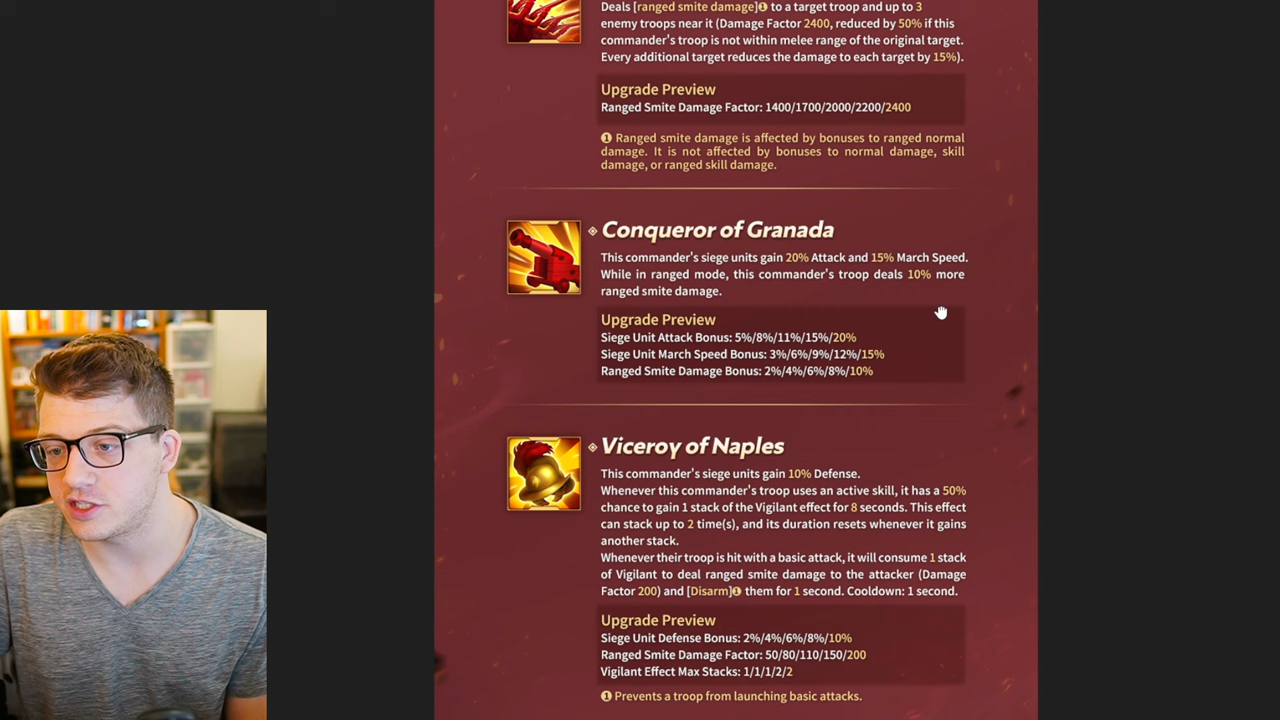 Deals [ranged smite damage]❶ to a target troop and up to 3
enemy troops near it (Damage Factor 2400, reduced by 50% if this
commander's troop is not within melee range of the original target.
Every additional target reduces the damage to each target by 15%).
Upgrade Preview
Ranged Smite Damage Factor: 1400/1700/2000/2200/2400
❶ Ranged smite damage is affected by bonuses to ranged normal
damage. It is not affected by bonuses to normal damage, skill
damage, or ranged skill damage.
Conqueror of Granada
This commander's siege units gain 20% Attack and 15% March Speed.
While in ranged mode, this commander's troop deals 10% more
ranged smite damage.
Upgrade Preview
Siege Unit Attack Bonus: 5%/8%/11%/15%/20%
Siege Unit March Speed Bonus: 3%/6%/9%/12%/15%
Ranged Smite Damage Bonus: 2%/4%/6%/8%/10%
Viceroy of Naples
This commander's siege units gain 10% Defense.
Whenever this commander's troop uses an active skill, it has a 50%
chance to gain 1 stack of the Vigilant effect for 8 seconds. This effect
can stack up to 2 time(s), and its duration resets whenever it gains
another stack.
Whenever their troop is hit with a basic attack, it will consume 1 stack
of Vigilant to deal ranged smite damage to the attacker (Damage
Factor 200) and [Disarm]❶ them for 1 second. Cooldown: 1 second.
Upgrade Preview
Siege Unit Defense Bonus: 2%/4%/6%/8%/10%
Ranged Smite Damage Factor: 50/80/110/150/200
Vigilant Effect Max Stacks: 1/1/1/2/2
❶ Prevents a troop from launching basic attacks.